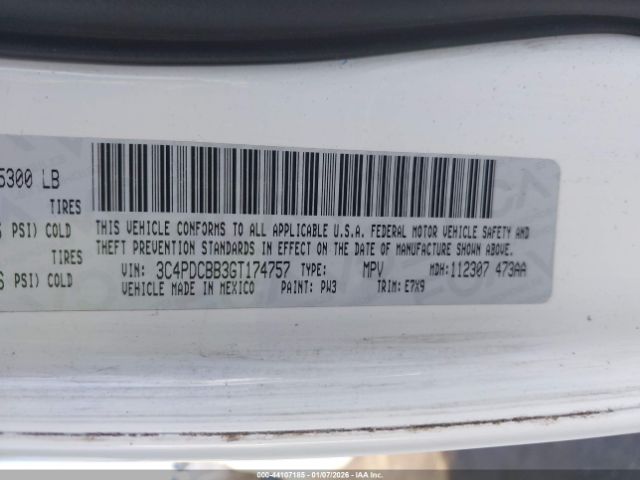 5300 LB
TIRES
PSI) COLD
TIRES
PSI) COLD
THIS VEHICLE CONFORMS TO ALL APPLICABLE U.S.A. FEDERAL MOTOR VEHICLE SAFETY AND
THEFT PREVENTION STANDARDS IN EFFECT ON THE DATE OF MANUFACTURE SHOWN ABOVE.
VIN: 3C4PDCBB3GT174757 TYPE: MPV MDH:112307 473AA
VEHICLE MADE IN MEXICO PAINT: PW3 TRIM: E7X9
000-44107185 | 01/07/2026 | IAA Inc.